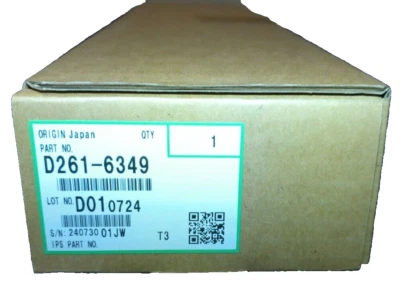 ORIGIN Japan QTY 1
PART NO.
D261-6349
LOT NO. D010724
S/N: 240730 01JW T3
IPS PART NO.